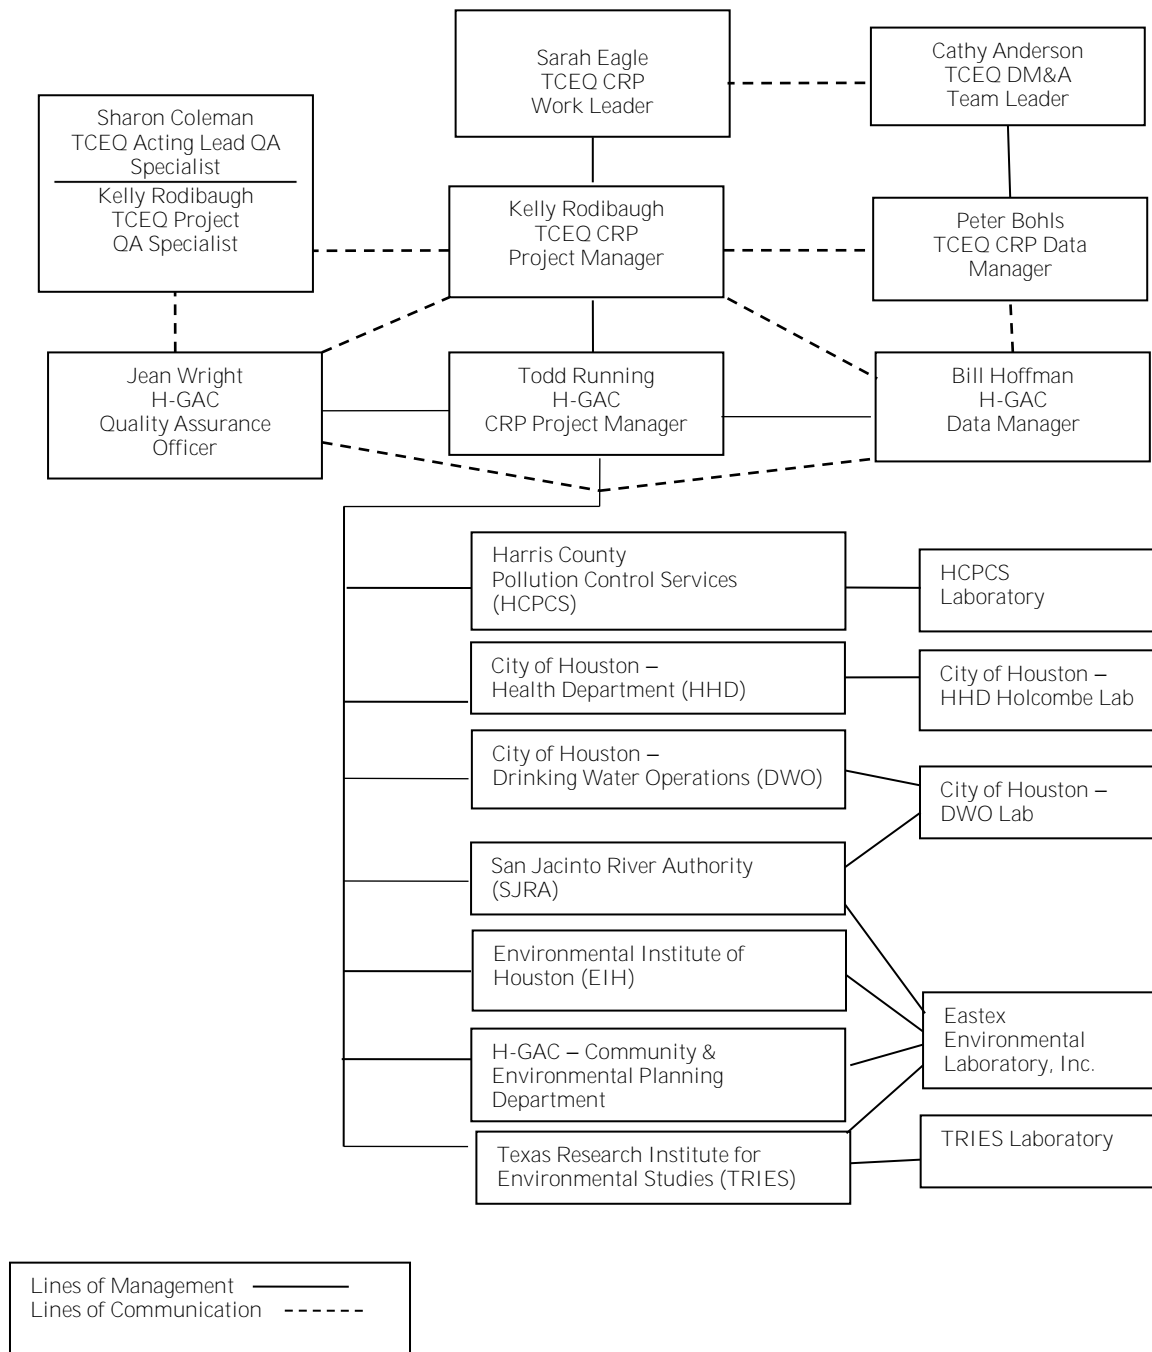 Sarah Eagle
TCEQ CRP
Work Leader
Cathy Anderson
TCEQ DM&A
Team Leader
Sharon Coleman
TCEQ Acting Lead QA
Specialist
Kelly Rodibaugh
TCEQ Project
QA Specialist
Kelly Rodibaugh
TCEQ CRP
Project Manager
Peter Bohls
TCEQ CRP Data
Manager
Jean Wright
H-GAC
Quality Assurance
Officer
Todd Running
H-GAC
CRP Project Manager
Bill Hoffman
H-GAC
Data Manager
Harris County
Pollution Control Services
(HCPCS)
HCPCS
Laboratory
City of Houston –
Health Department (HHD)
City of Houston –
HHD Holcombe Lab
City of Houston –
Drinking Water Operations (DWO)
City of Houston –
DWO Lab
San Jacinto River Authority
(SJRA)
Environmental Institute of
Houston (EIH)
Eastex
Environmental
Laboratory, Inc.
H-GAC – Community &
Environmental Planning
Department
Texas Research Institute for
Environmental Studies (TRIES)
TRIES Laboratory
Lines of Management
Lines of Communication